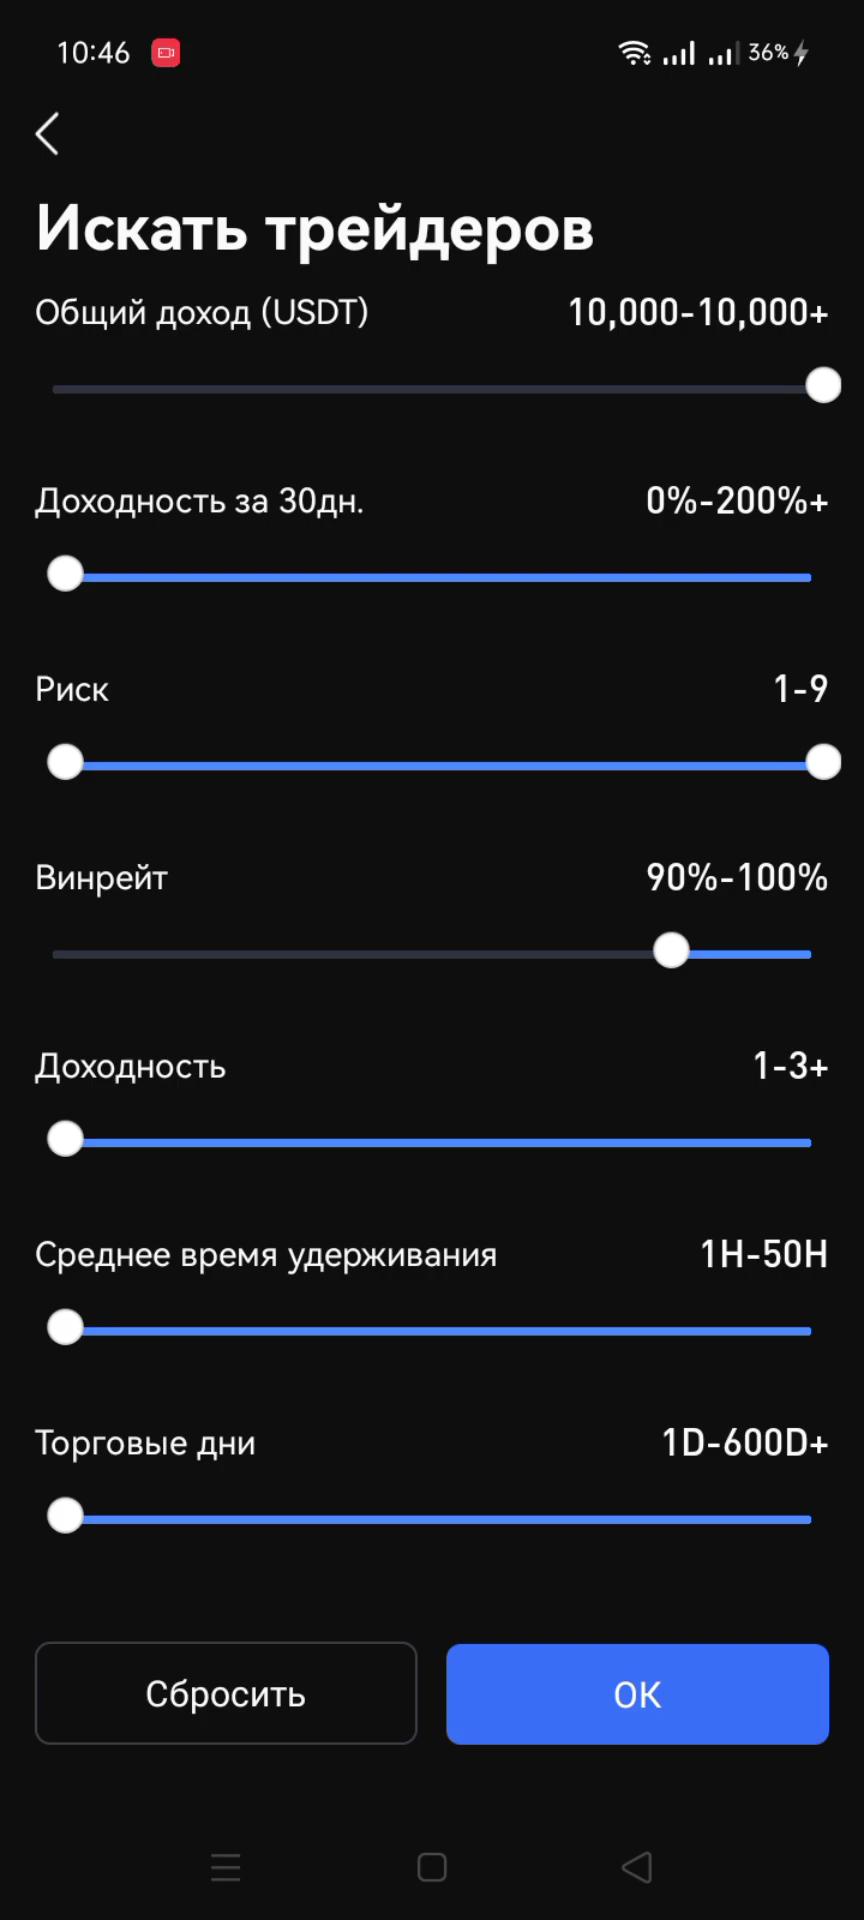 10:46 36%
Искать трейдеров
Общий доход (USDT) 10,000-10,000+
Доходность за 30дн. 0%-200%+
Риск 1-9
Винрейт 90%-100%
Доходность 1-3+
Среднее время удерживания 1H-50H
Торговые дни 1D-600D+
Сбросить OK